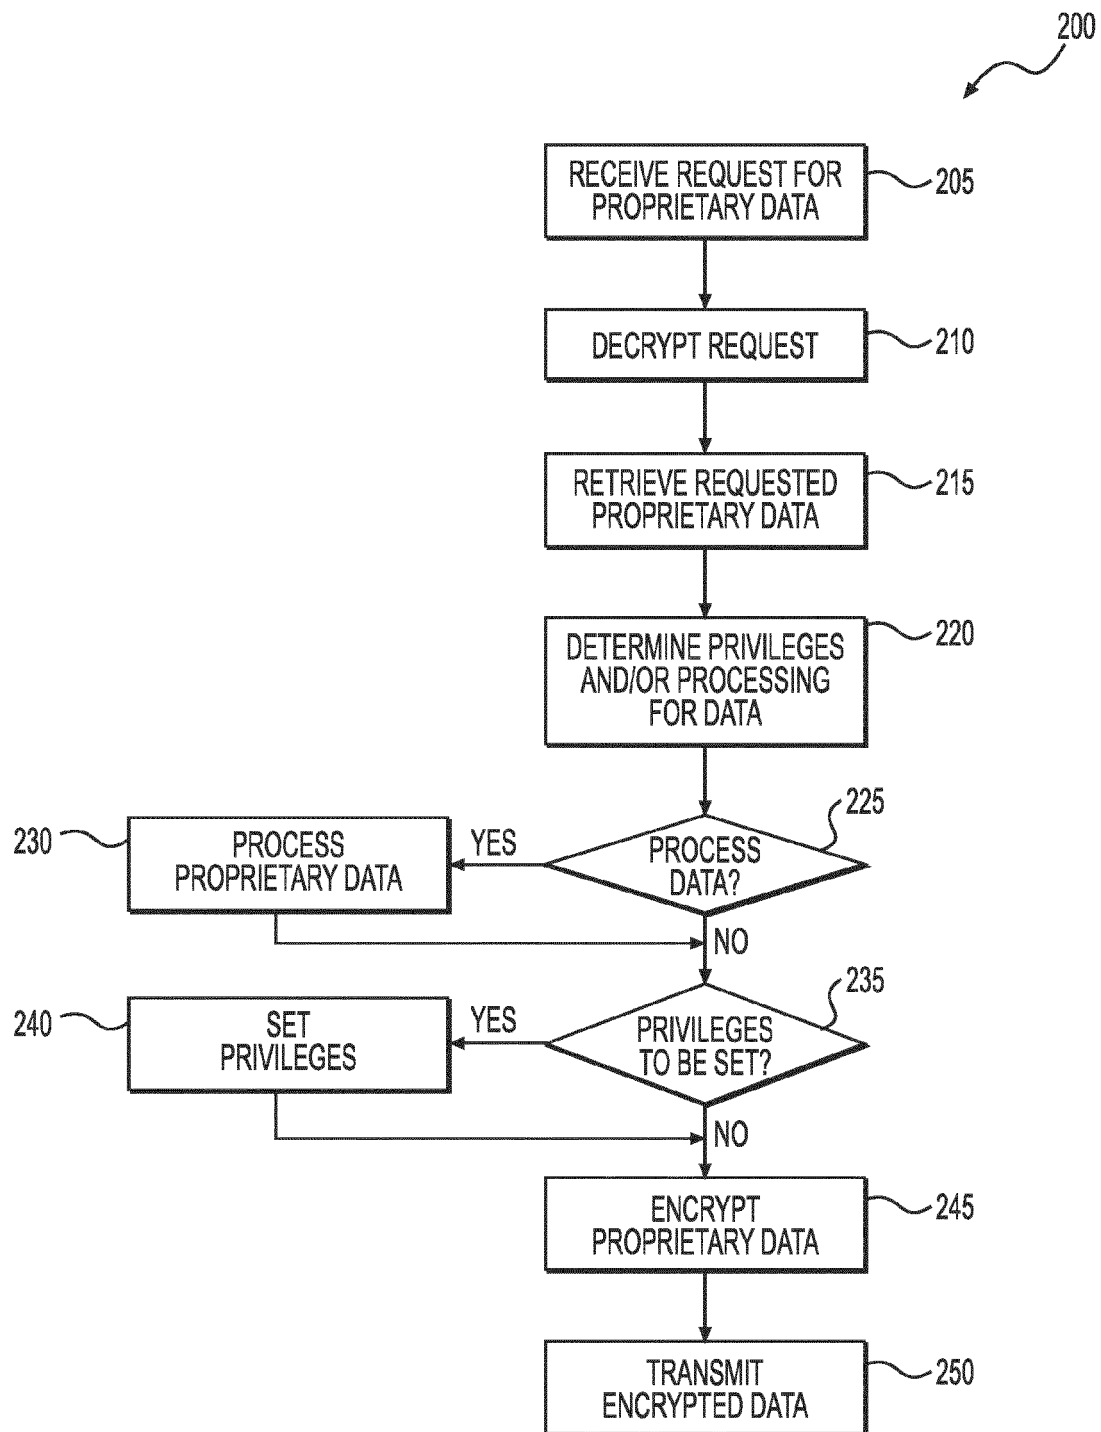 200
RECEIVE REQUEST FOR
PROPRIETARY DATA
205
DECRYPT REQUEST
210
RETRIEVE REQUESTED
PROPRIETARY DATA
215
DETERMINE PRIVILEGES
AND/OR PROCESSING
FOR DATA
220
225
230
PROCESS
PROPRIETARY DATA
YES
PROCESS
DATA?
NO
235
240
SET
PRIVILEGES
YES
PRIVILEGES
TO BE SET?
NO
ENCRYPT
PROPRIETARY DATA
245
TRANSMIT
ENCRYPTED DATA
250